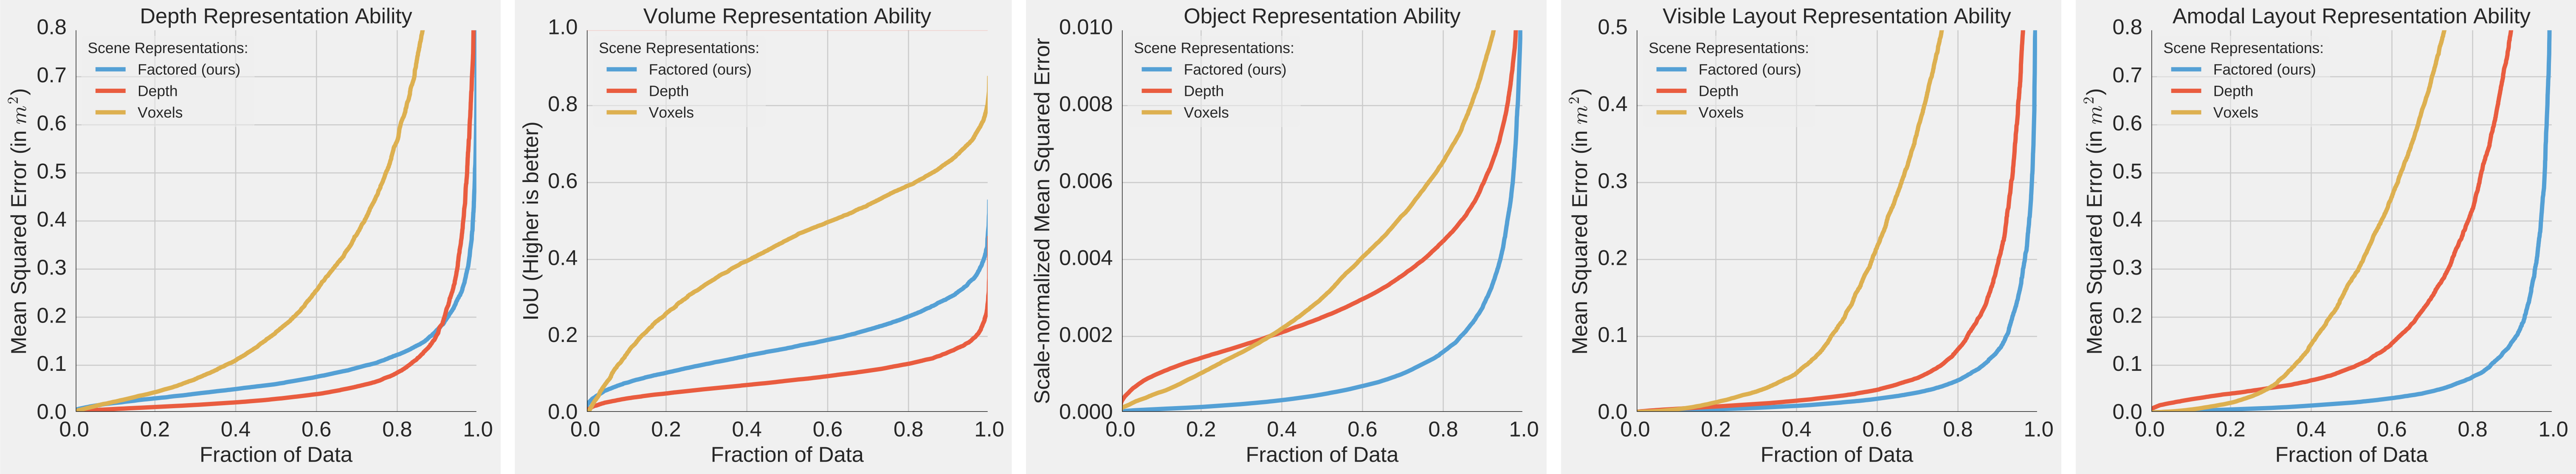 Depth Representation Ability
Mean Squared Error (in m²)
0.8
0.7
0.6
0.5
0.4
0.3
0.2
0.1
0.0
Scene Representations:
Factored (ours)
Depth
Voxels
0.0 0.2 0.4 0.6 0.8 1.0
Fraction of Data
Volume Representation Ability
IoU (Higher is better)
1.0
0.8
0.6
0.4
0.2
0.0
Scene Representations:
Factored (ours)
Depth
Voxels
0.0 0.2 0.4 0.6 0.8 1.0
Fraction of Data
Object Representation Ability
Scale-normalized Mean Squared Error
0.010
0.008
0.006
0.004
0.002
0.000
Scene Representations:
Factored (ours)
Depth
Voxels
0.0 0.2 0.4 0.6 0.8 1.0
Fraction of Data
Visible Layout Representation Ability
Mean Squared Error (in m²)
0.5
0.4
0.3
0.2
0.1
0.0
Scene Representations:
Factored (ours)
Depth
Voxels
0.0 0.2 0.4 0.6 0.8 1.0
Fraction of Data
Amodal Layout Representation Ability
Mean Squared Error (in m²)
0.8
0.7
0.6
0.5
0.4
0.3
0.2
0.1
0.0
Scene Representations:
Factored (ours)
Depth
Voxels
0.0 0.2 0.4 0.6 0.8 1.0
Fraction of Data